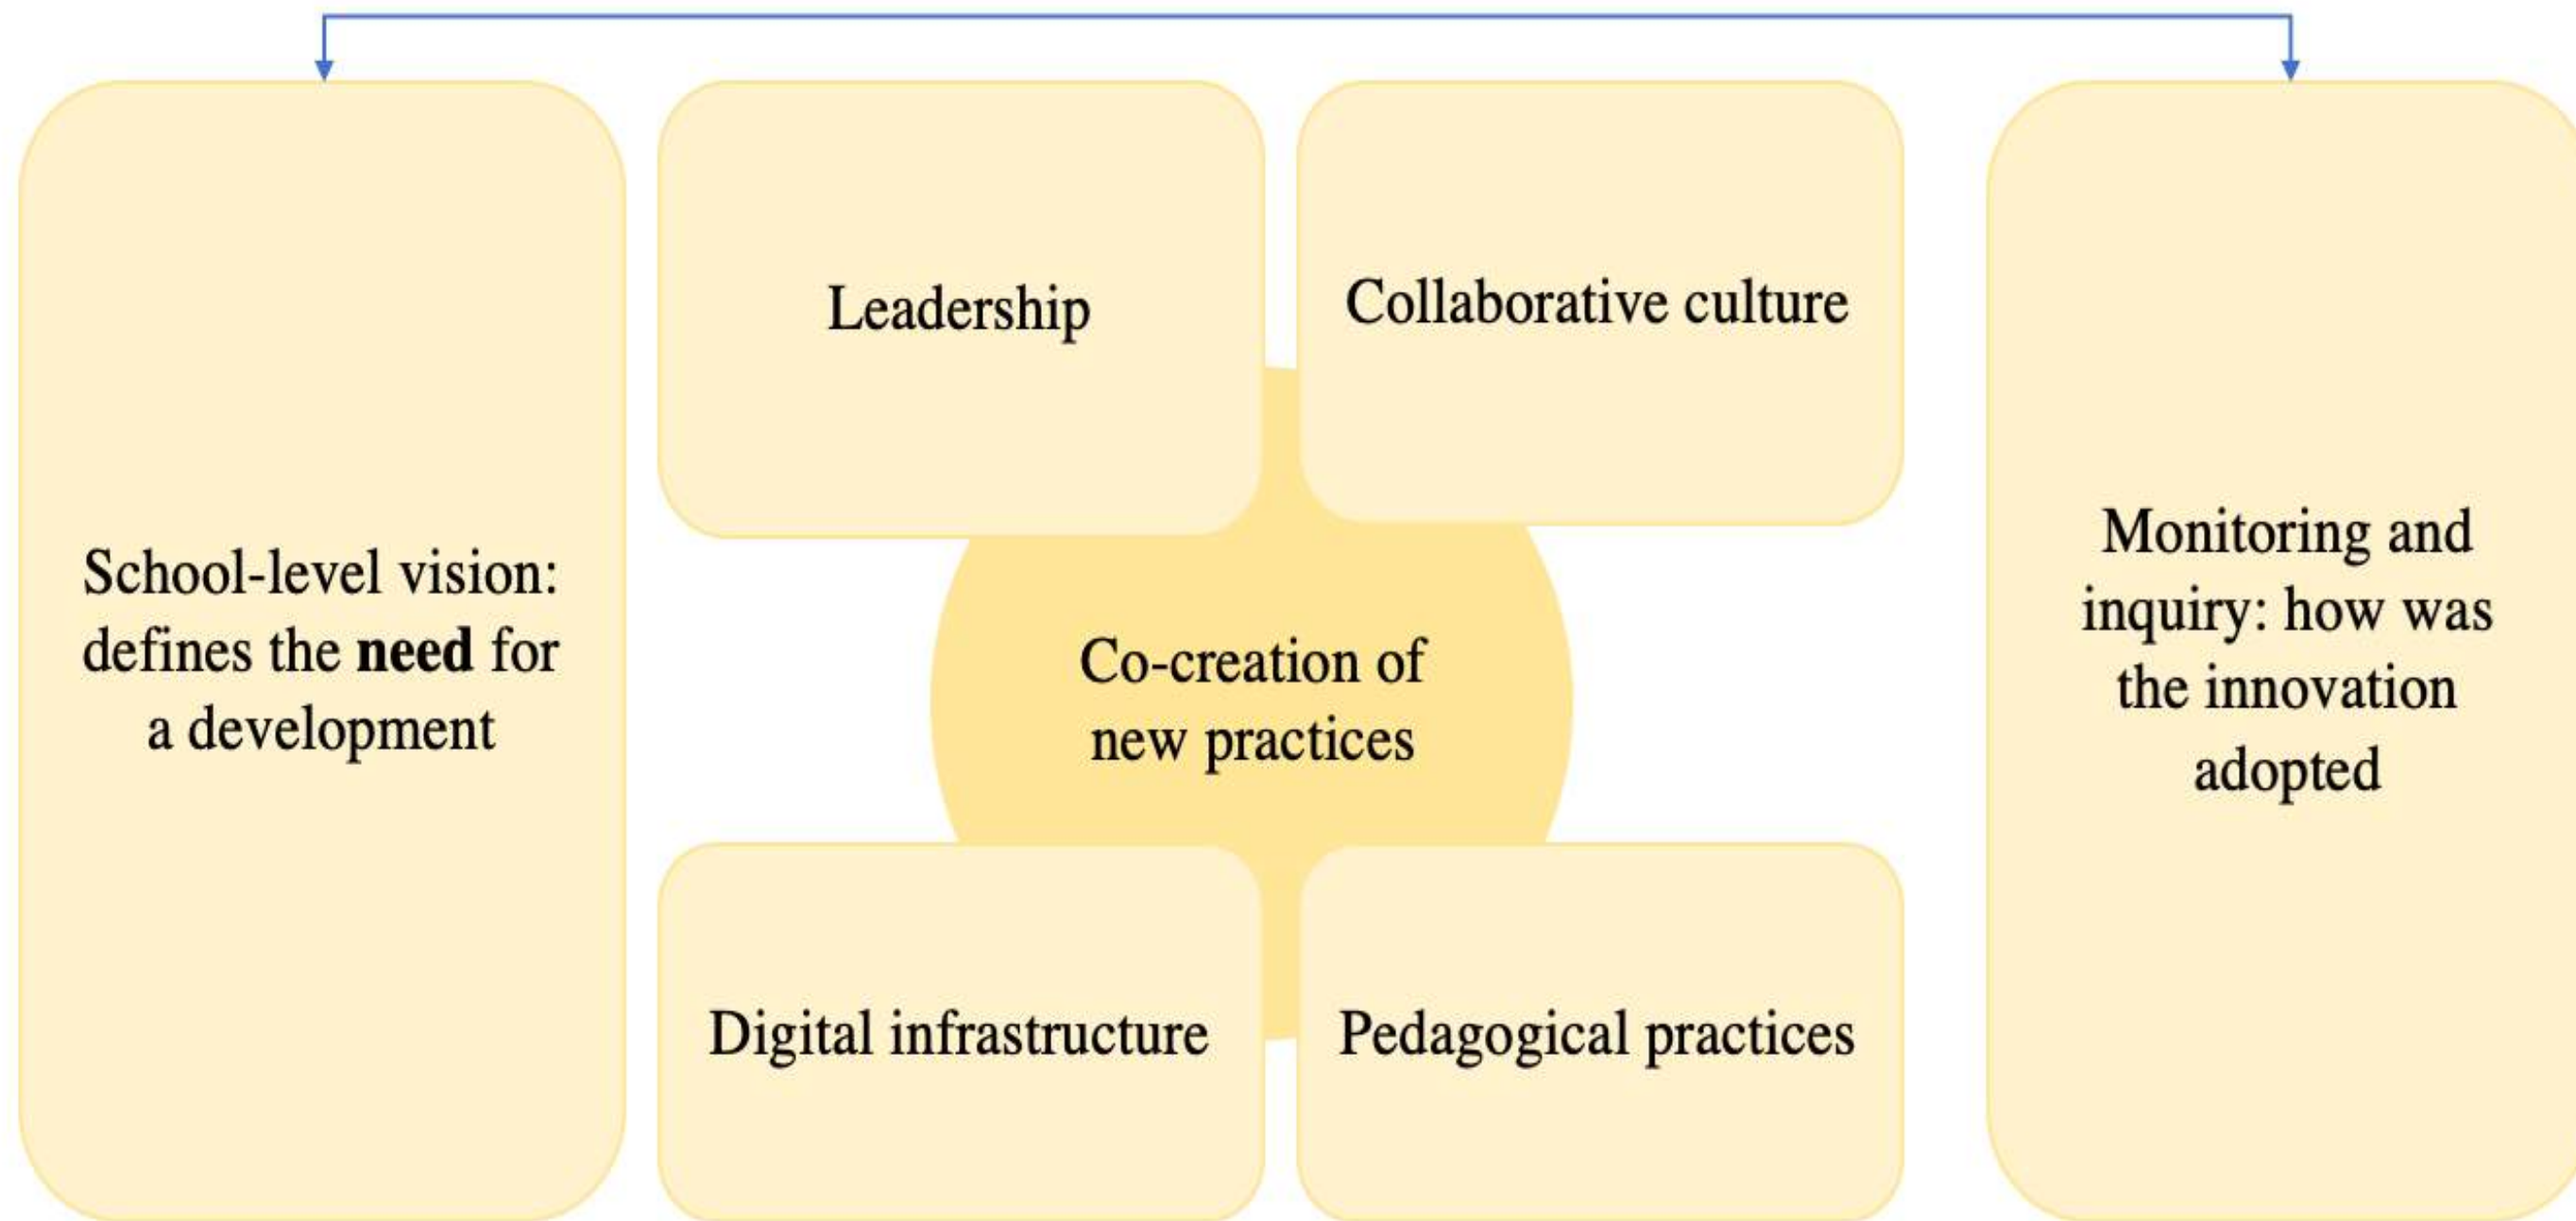 School-level vision:
defines the need for
a development
Leadership
Collaborative culture
Co-creation of
new practices
Digital infrastructure
Pedagogical practices
Monitoring and
inquiry: how was
the innovation
adopted